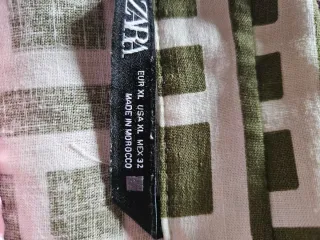 ZARA
EUR XL USA XL MEX 32
MADE IN MOROCCO